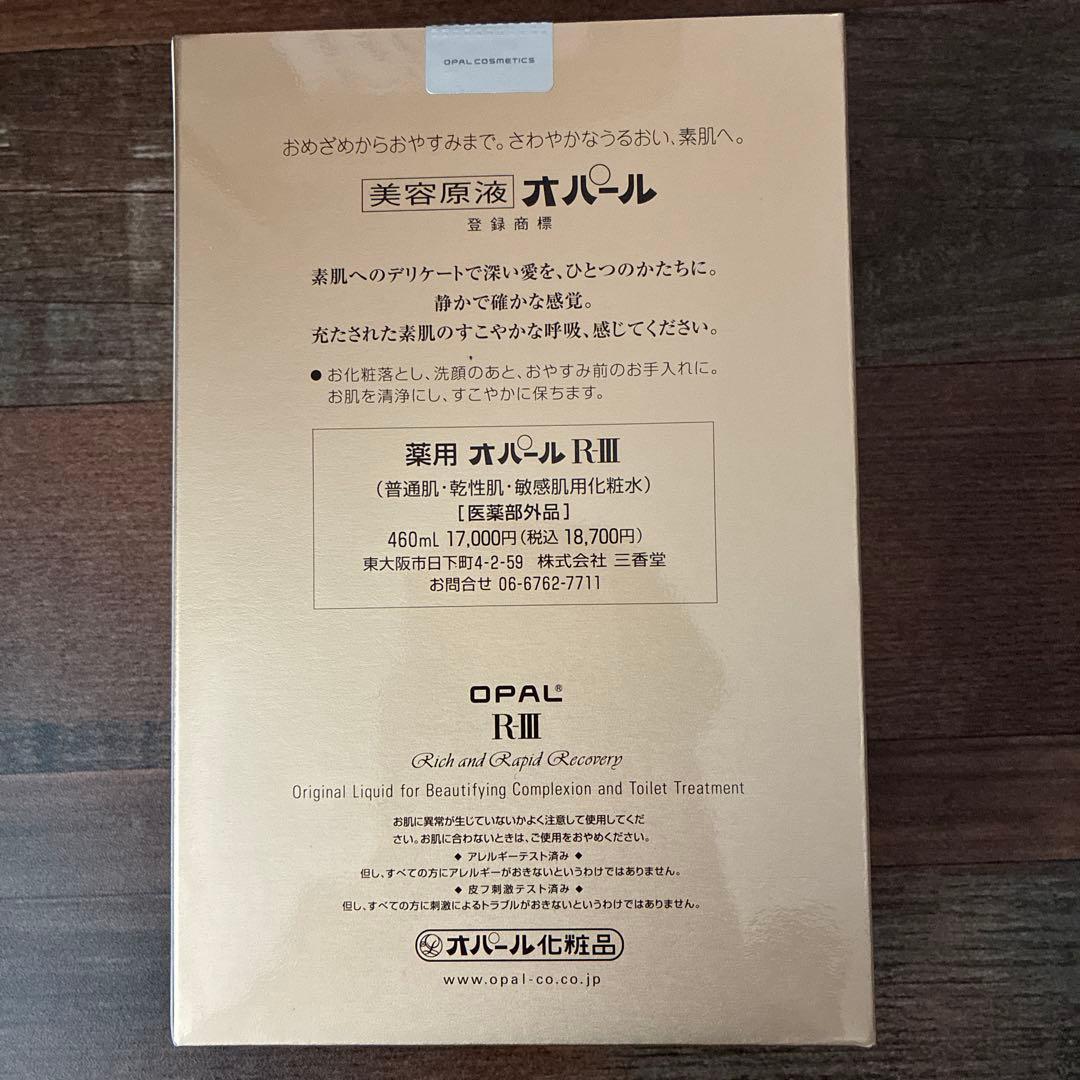 OPAL COSMETICS
おめざめからおやすみまで。さわやかなうるおい、素肌へ。
美容原液 オパール
登録商標
素肌へのデリケートで深い愛を、ひとつのかたちに。
静かで確かな感覚。
充たされた素肌のすこやかな呼吸、感じてください。
● お化粧落とし、洗顔のあと、おやすみ前のお手入れに。
お肌を清浄にし、すこやかに保ちます。
薬用 オパール R-III
(普通肌・乾性肌・敏感肌用化粧水)
[医薬部外品]
460mL 17,000円(税込 18,700円)
東大阪市日下町4-2-59 株式会社 三香堂
お問合せ 06-6762-7711
OPAL®
R-III
Rich and Rapid Recovery
Original Liquid for Beautifying Complexion and Toilet Treatment
お肌に異常が生じていないかよく注意して使用してくだ
さい。お肌に合わないときは、ご使用をおやめください。
◆ アレルギーテスト済み ◆
但し、すべての方にアレルギーがおきないというわけではありません。
◆ 皮フ刺激テスト済み ◆
但し、すべての方に刺激によるトラブルがおきないというわけではありません。
オパール化粧品
www.opal-co.co.jp